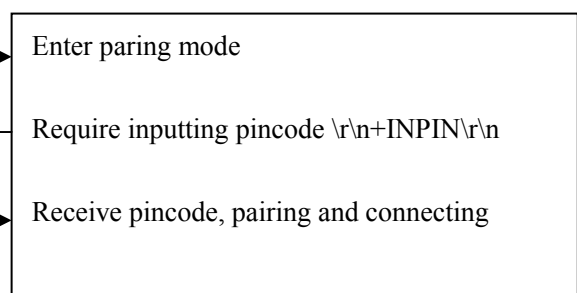 Enter paring mode
Require inputting pincode \r\n+INPIN\r\n
Receive pincode, pairing and connecting